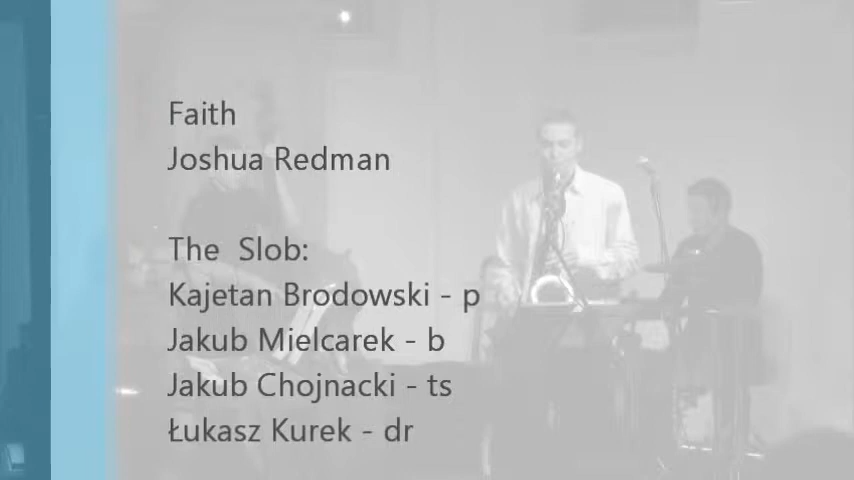 Faith
Joshua Redman
The Slob:
Kajetan Brodowski - p
Jakub Mielcarek - b
Jakub Chojnacki - ts
Łukasz Kurek - dr